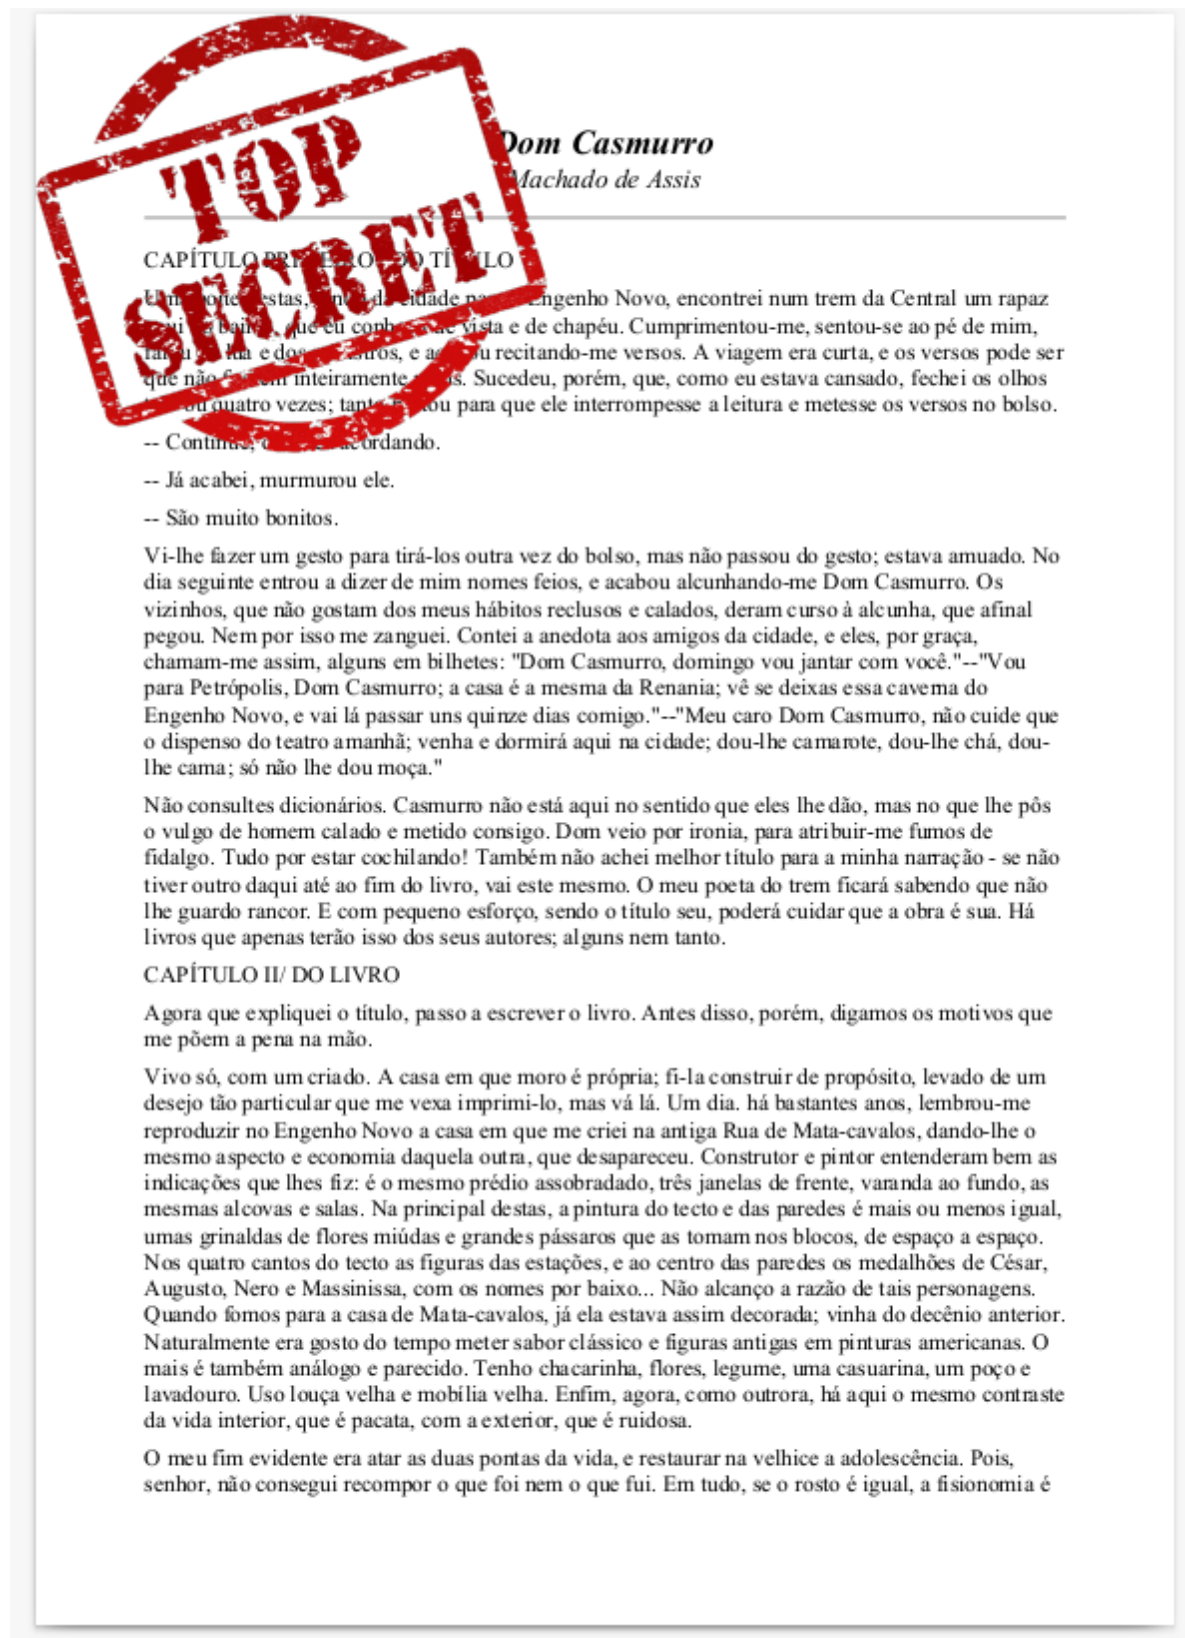 TOP
SECRET
Dom Casmurro
Machado de Assis
CAPÍTULO DO TÍTULO
estas, cidade Engenho Novo, encontrei num trem da Central um rapaz
que eu vista e de chapéu. Cumprimentou-me, sentou-se ao pé de mim,
e dos e recitando-me versos. A viagem era curta, e os versos pode ser
que não inteiramente Sucedeu, porém, que, como eu estava cansado, fechei os olhos
quatro vezes; para que ele interrompesse a leitura e metesse os versos no bolso.
-- acordando.
-- Já acabei, murmurou ele.
-- São muito bonitos.
Vi-lhe fazer um gesto para tirá-los outra vez do bolso, mas não passou do gesto; estava amuado. No
dia seguinte entrou a dizer de mim nomes feios, e acabou alcunhando-me Dom Casmurro. Os
vizinhos, que não gostam dos meus hábitos reclusos e calados, deram curso à alcunha, que afinal
pegou. Nem por isso me zanguei. Contei a anedota aos amigos da cidade, e eles, por graça,
chamam-me assim, alguns em bilhetes: "Dom Casmurro, domingo vou jantar com você."--"Vou
para Petrópolis, Dom Casmurro; a casa é a mesma da Renania; vê se deixas essa caverna do
Engenho Novo, e vai lá passar uns quinze dias comigo."--"Meu caro Dom Casmurro, não cuide que
o dispenso do teatro amanhã; venha e dormirá aqui na cidade; dou-lhe camarote, dou-lhe chá, dou-
lhe cama; só não lhe dou moça."
Não consultes dicionários. Casmurro não está aqui no sentido que eles lhe dão, mas no que lhe pôs
o vulgo de homem calado e metido consigo. Dom veio por ironia, para atribuir-me fumos de
fidalgo. Tudo por estar cochilando! Também não achei melhor título para a minha narração - se não
tiver outro daqui até ao fim do livro, vai este mesmo. O meu poeta do trem ficará sabendo que não
lhe guardo rancor. E com pequeno esforço, sendo o título seu, poderá cuidar que a obra é sua. Há
livros que apenas terão isso dos seus autores; alguns nem tanto.
CAPÍTULO II/ DO LIVRO
Agora que expliquei o título, passo a escrever o livro. Antes disso, porém, digamos os motivos que
me põem a pena na mão.
Vivo só, com um criado. A casa em que moro é própria; fi-la construir de propósito, levado de um
desejo tão particular que me vexa imprimi-lo, mas vá lá. Um dia. há bastantes anos, lembrou-me
reproduzir no Engenho Novo a casa em que me criei na antiga Rua de Mata-cavalos, dando-lhe o
mesmo aspecto e economia daquela outra, que desapareceu. Construtor e pintor entenderam bem as
indicações que lhes fiz: é o mesmo prédio assobradado, três janelas de frente, varanda ao fundo, as
mesmas alcovas e salas. Na principal destas, a pintura do tecto e das paredes é mais ou menos igual,
umas grinaldas de flores miúdas e grandes pássaros que as tomam nos blocos, de espaço a espaço.
Nos quatro cantos do tecto as figuras das estações, e ao centro das paredes os medalhões de César,
Augusto, Nero e Massinissa, com os nomes por baixo... Não alcanço a razão de tais personagens.
Quando fomos para a casa de Mata-cavalos, já ela estava assim decorada; vinha do decênio anterior.
Naturalmente era gosto do tempo meter sabor clássico e figuras antigas em pinturas americanas. O
mais é também análogo e parecido. Tenho chacarinha, flores, legume, uma casuarina, um poço e
lavadouro. Uso louça velha e mobília velha. Enfim, agora, como outrora, há aqui o mesmo contraste
da vida interior, que é pacata, com a exterior, que é ruidosa.
O meu fim evidente era atar as duas pontas da vida, e restaurar na velhice a adolescência. Pois,
senhor, não consegui recompor o que foi nem o que fui. Em tudo, se o rosto é igual, a fisionomia é